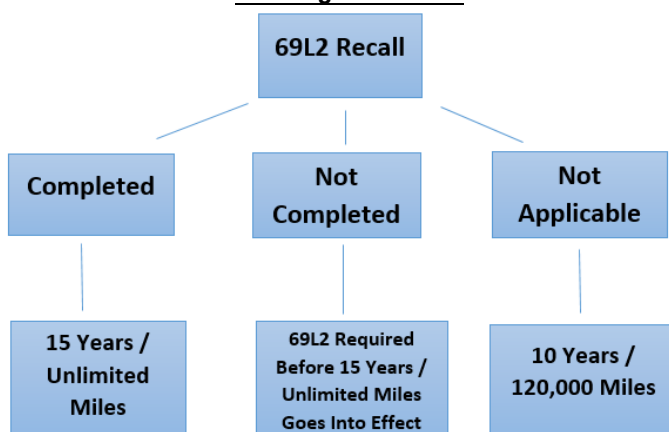 69L2 Recall
Completed
Not
Completed
Not
Applicable
15 Years /
Unlimited
Miles
69L2 Required
Before 15 Years /
Unlimited Miles
Goes Into Effect
10 Years /
120,000 Miles